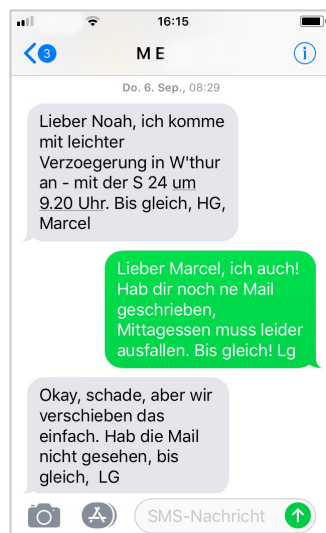 16:15
3
M E
Do. 6. Sep., 08:29
Lieber Noah, ich komme
mit leichter
Verzoegerung in W'thur
an - mit der S 24 um
9.20 Uhr. Bis gleich, HG,
Marcel
Lieber Marcel, ich auch!
Hab dir noch ne Mail
geschrieben,
Mittagessen muss leider
ausfallen. Bis gleich! Lg
Okay, schade, aber wir
verschieben das
einfach. Hab die Mail
nicht gesehen, bis
gleich,  LG
SMS-Nachricht